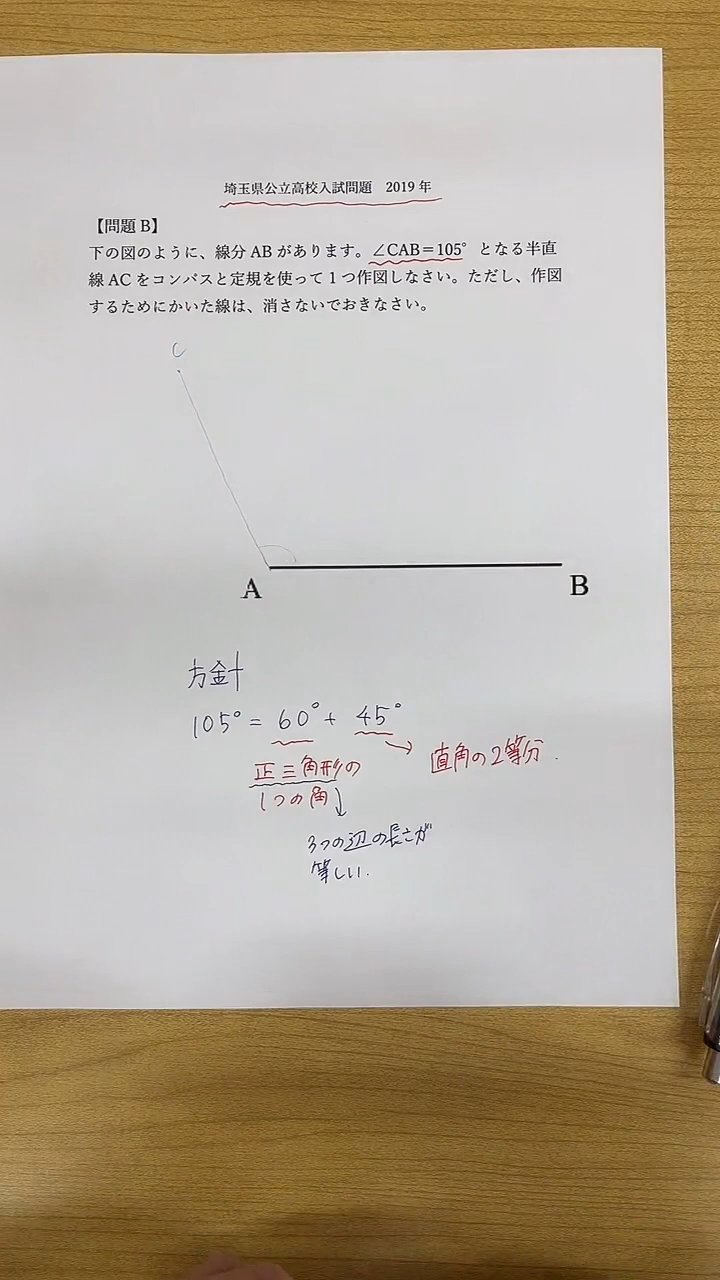 埼玉県公立高校入試問題　2019 年
【問題 B】
下の図のように、線分 AB があります。∠CAB＝105° となる半直
線 AC をコンパスと定規を使って 1 つ作図しなさい。ただし、作図
するためにかいた線は、消さないでおきなさい。
C
A
B
方針
105° = 60° + 45°
直角の2等分.
正三角形の
1つの角
3つの辺の長さが
等しい.